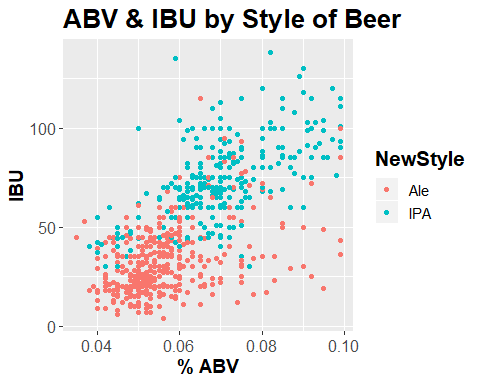 ABV & IBU by Style of Beer
IBU
100
50
0
0.04 0.06 0.08 0.10
% ABV
NewStyle
Ale
IPA